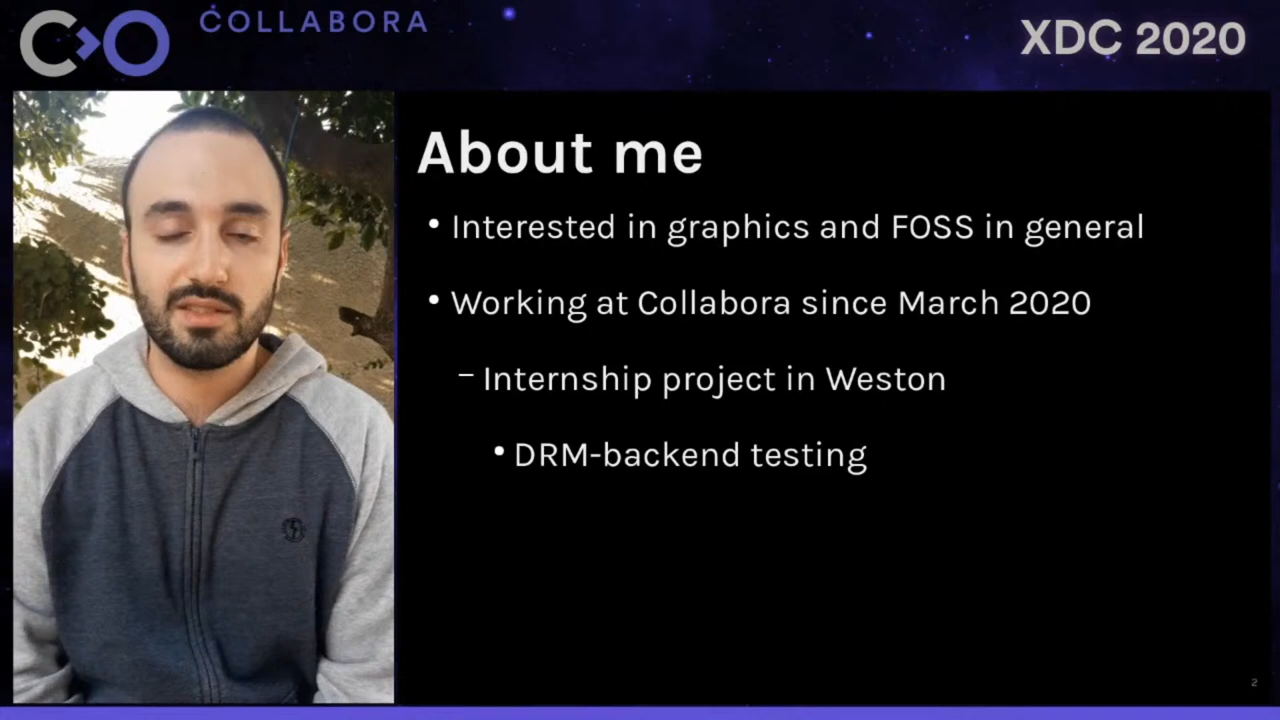 COLLABORA
XDC 2020
About me
• Interested in graphics and FOSS in general
• Working at Collabora since March 2020
– Internship project in Weston
• DRM-backend testing
2